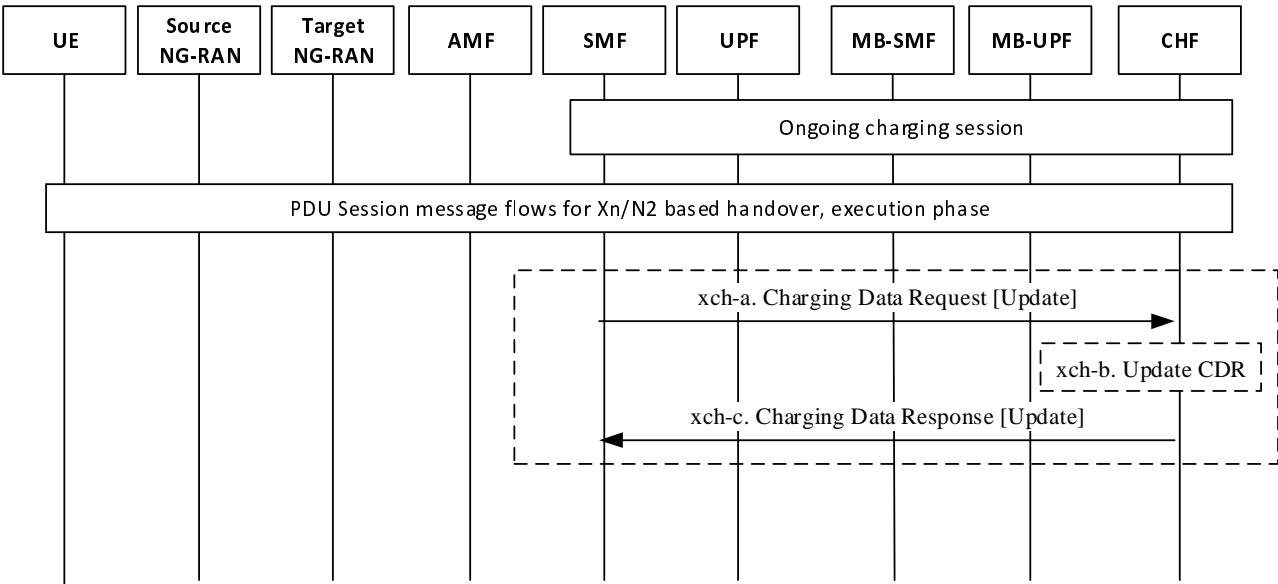 UE
Source
NG-RAN
Target
NG-RAN
AMF
SMF
UPF
MB-SMF
MB-UPF
CHF
Ongoing charging session
PDU Session message flows for Xn/N2 based handover, execution phase
xch-a. Charging Data Request [Update]
xch-b. Update CDR
xch-c. Charging Data Response [Update]